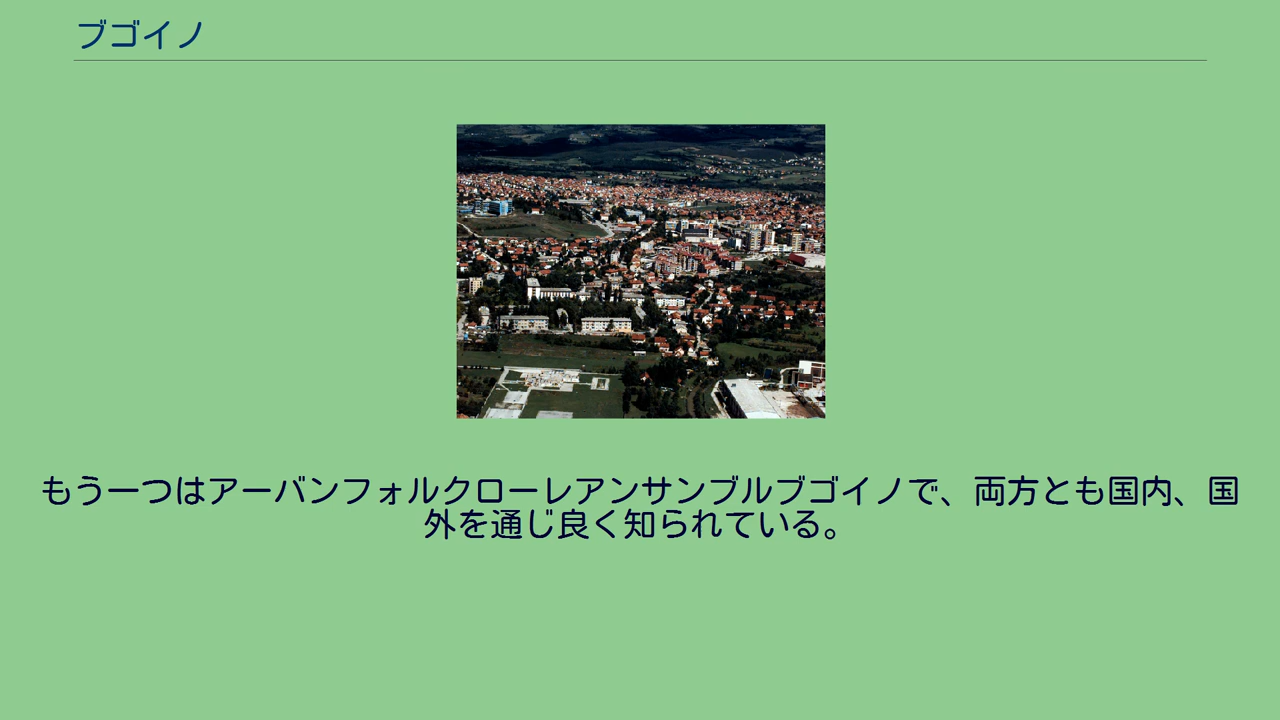 ブゴイノ
もう一つはアーバンフォルクローレアンサンブルブゴイノで、両方とも国内、国
外を通じ良く知られている。